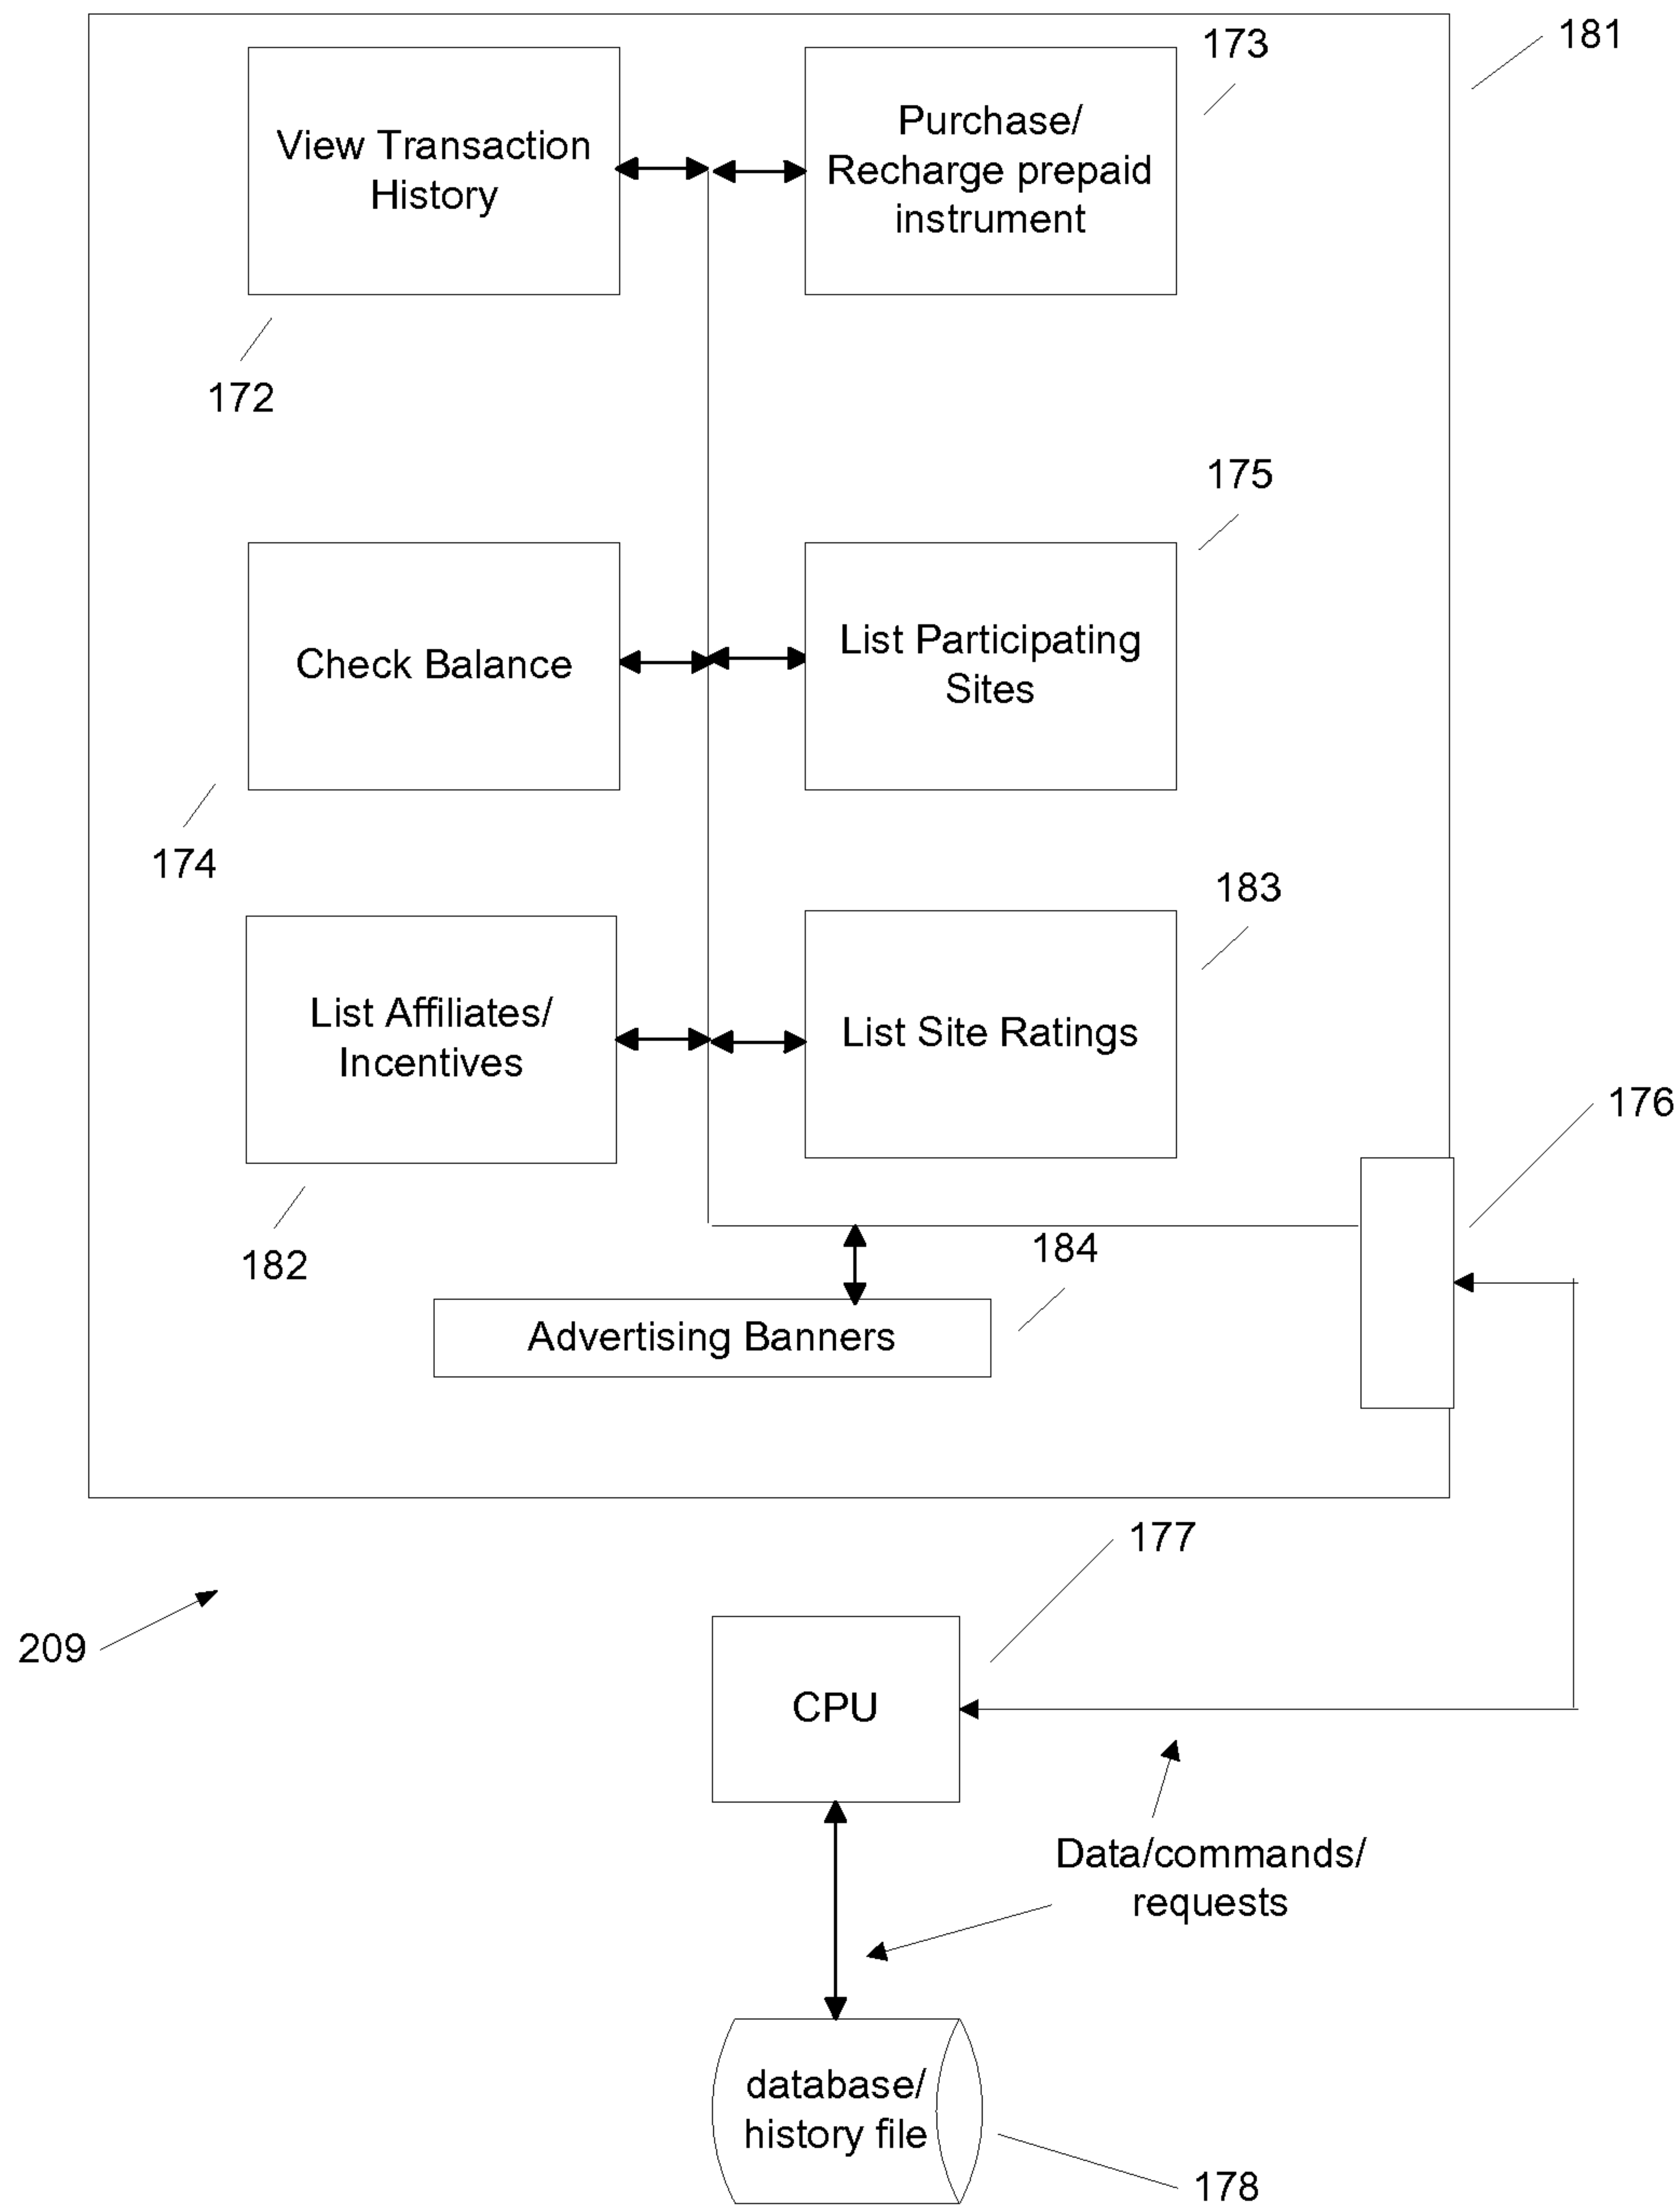 181
173
View Transaction
History
Purchase/
Recharge prepaid
instrument
172
175
Check Balance
List Participating
Sites
174
183
List Affiliates/
Incentives
List Site Ratings
176
182
184
Advertising Banners
177
209
CPU
Data/commands/
requests
database/
history file
178